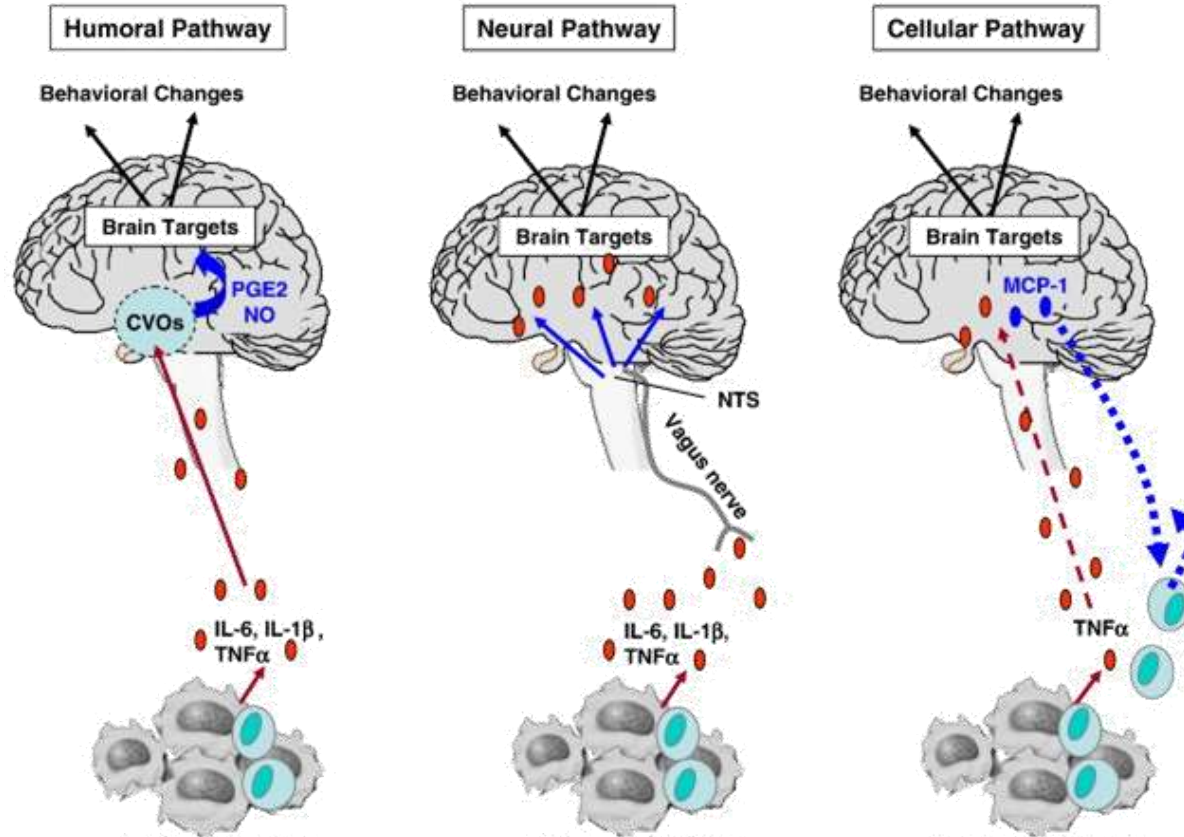 Humoral Pathway
Behavioral Changes
Brain Targets
PGE2
NO
CVOs
IL-6, IL-1β ,
TNFα
Neural Pathway
Behavioral Changes
Brain Targets
NTS
Vagus nerve
IL-6, IL-1β,
TNFα
Cellular Pathway
Behavioral Changes
Brain Targets
MCP-1
TNFα